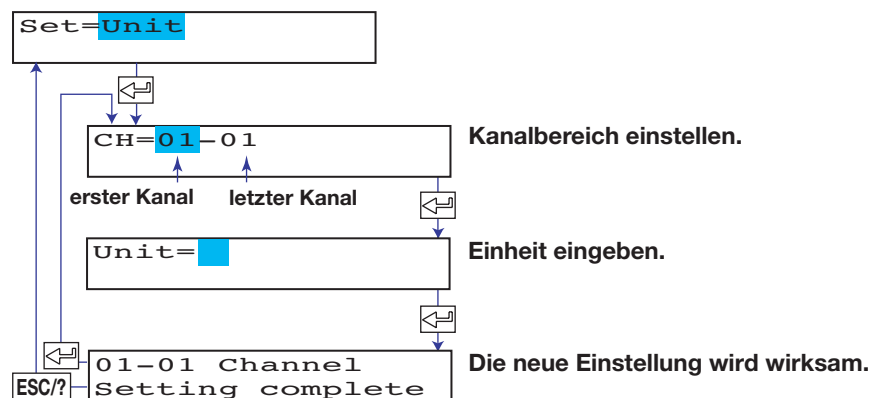 Set=Unit
CH=01-01
Kanalbereich einstellen.
erster Kanal
letzter Kanal
Unit=
Einheit eingeben.
01-01 Channel
Setting complete
Die neue Einstellung wird wirksam.
ESC/?